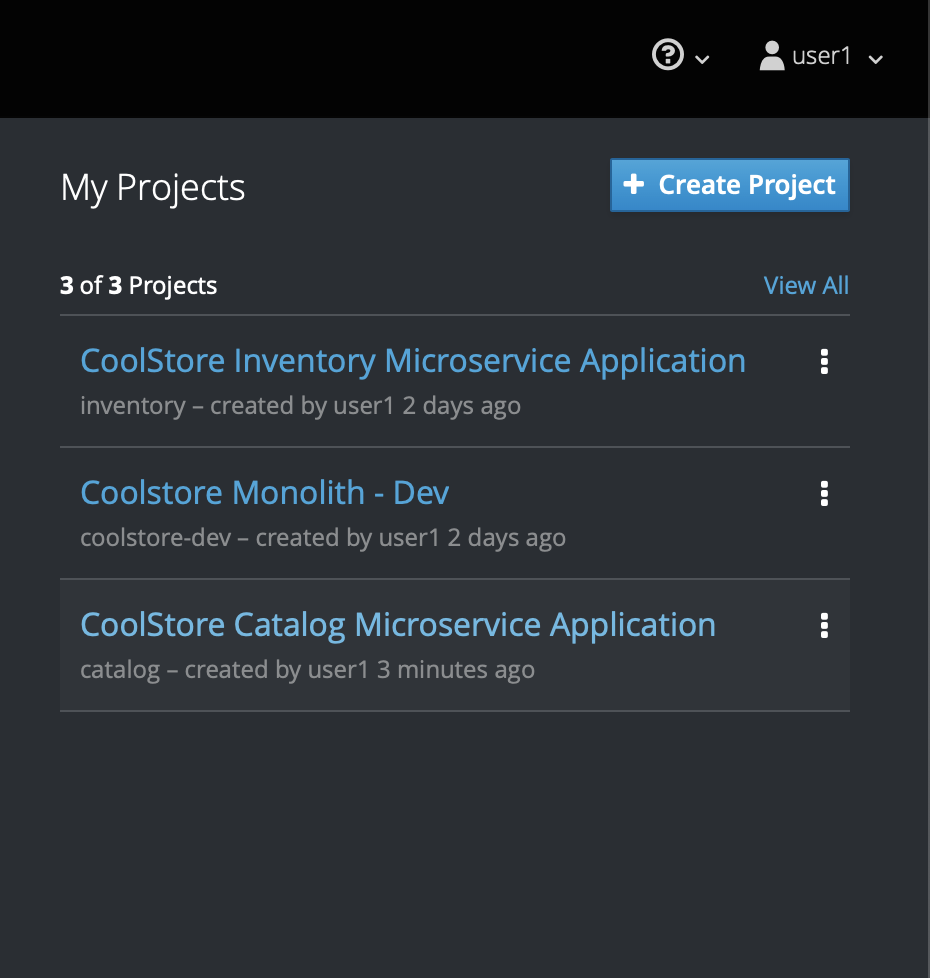 user1
My Projects
+ Create Project
3 of 3 Projects
View All
CoolStore Inventory Microservice Application
inventory – created by user1 2 days ago
Coolstore Monolith - Dev
coolstore-dev – created by user1 2 days ago
CoolStore Catalog Microservice Application
catalog – created by user1 3 minutes ago